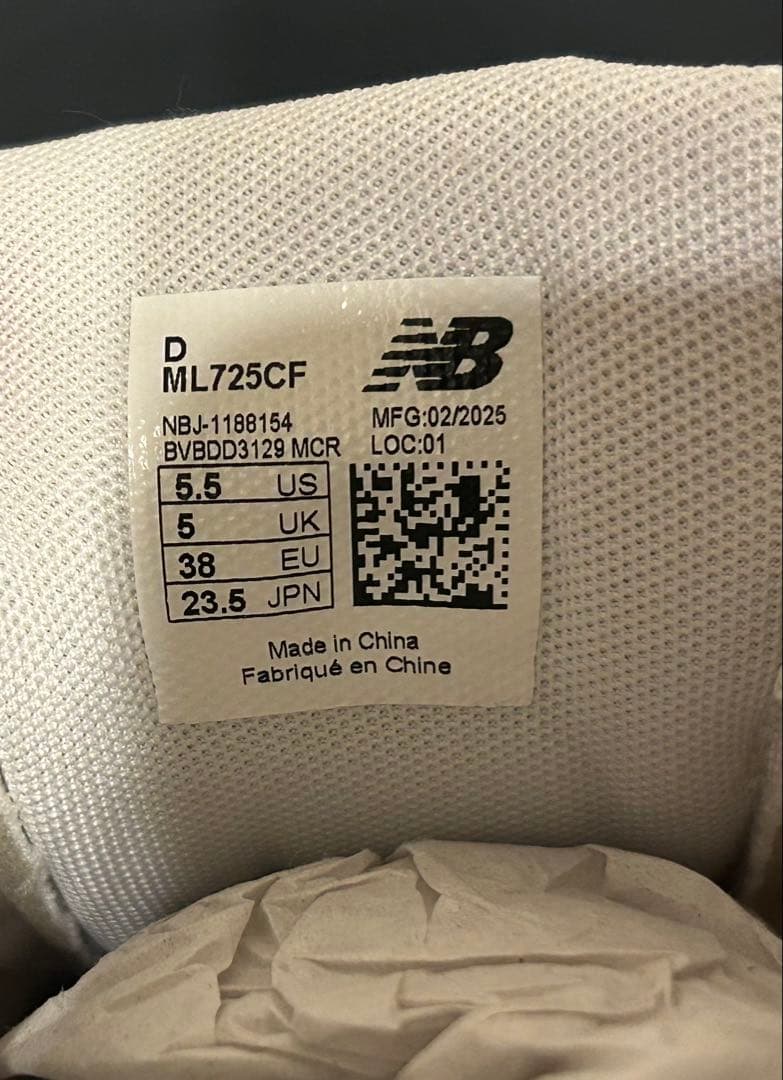 D
ML725CF
NB
NBJ-1188154
MFG:02/2025
BVBDD3129 MCR
LOC:01
5.5 US
5 UK
38 EU
23.5 JPN
Made in China
Fabriqué en Chine